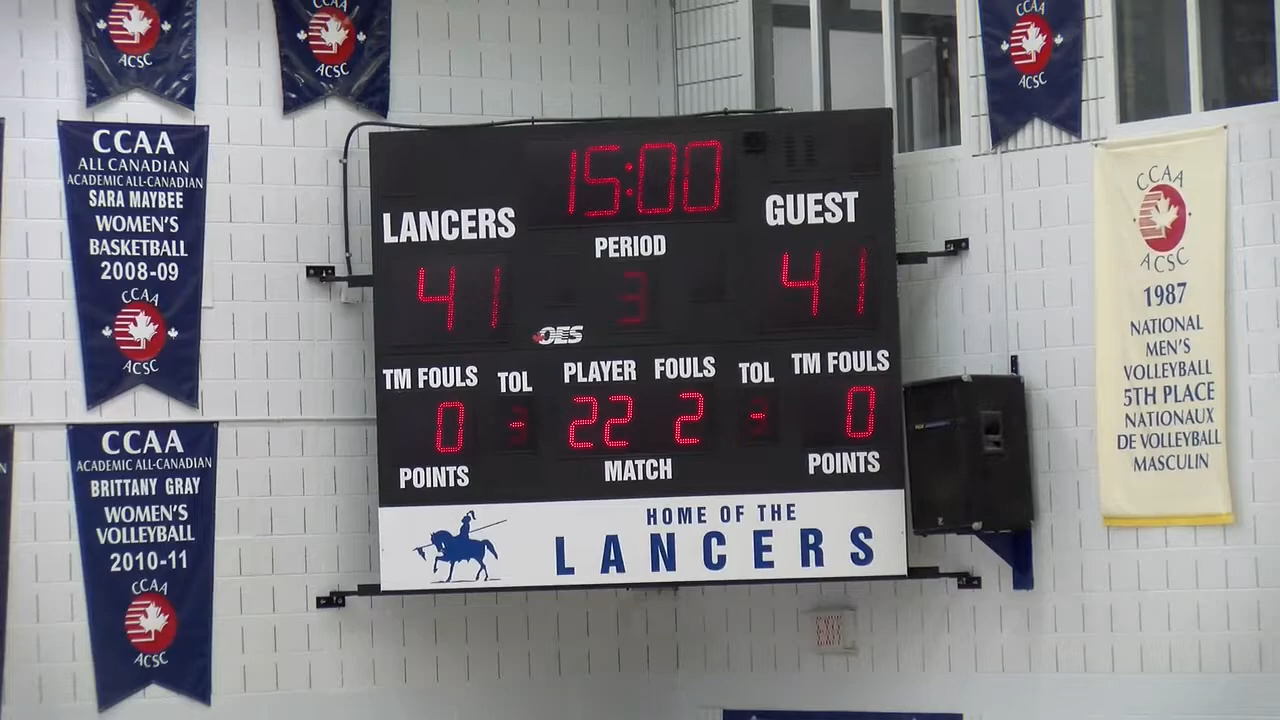 CCAA
ACSC
CCAA
ACSC
CCAA
ACSC
CCAA
ALL CANADIAN
ACADEMIC ALL-CANADIAN
SARA MAYBEE
WOMEN'S
BASKETBALL
2008-09
CCAA
ACSC
CCAA
ACADEMIC ALL-CANADIAN
BRITTANY GRAY
WOMEN'S
VOLLEYBALL
2010-11
CCAA
ACSC
15:00
LANCERS
GUEST
PERIOD
41
3
41
OES
TM FOULS
TOL
PLAYER
FOULS
TOL
TM FOULS
0
3
22
2
3
0
POINTS
MATCH
POINTS
HOME OF THE
LANCERS
CCAA
ACSC
1987
NATIONAL
MEN'S
VOLLEYBALL
5TH PLACE
NATIONAUX
DE VOLLEYBALL
MASCULIN
EXIT